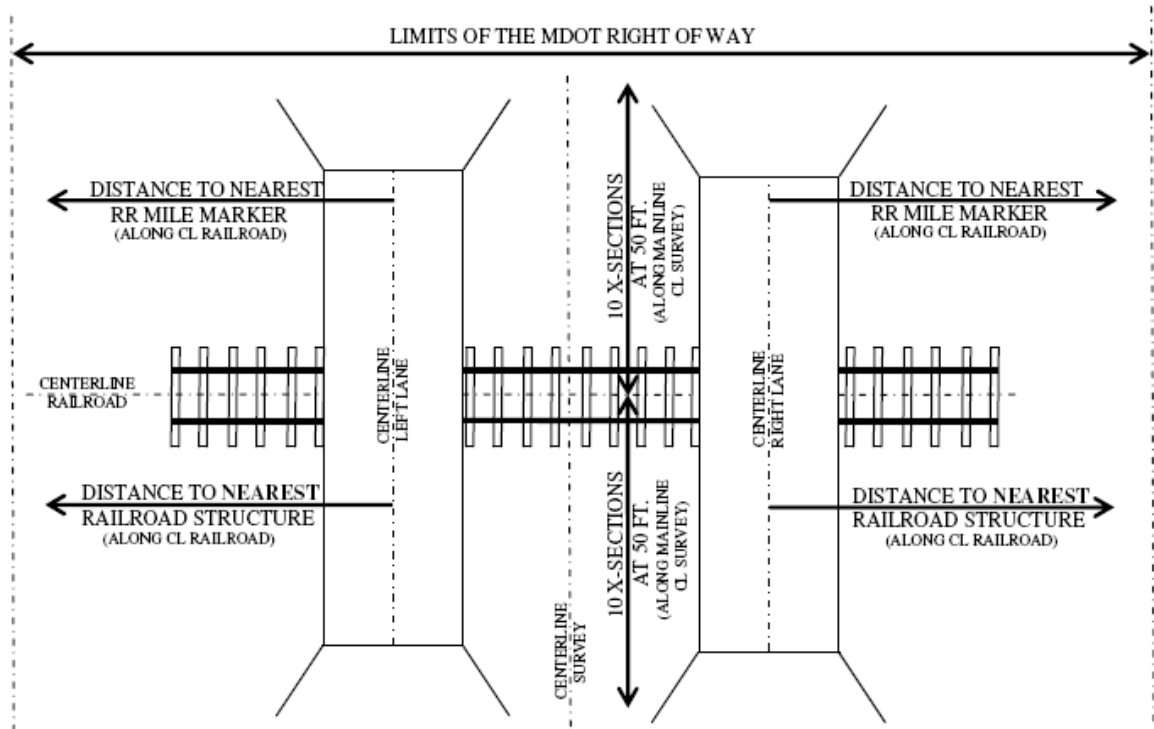 LIMITS OF THE MDOT RIGHT OF WAY
DISTANCE TO NEAREST
RR MILE MARKER
(ALONG CL RAILROAD)
10 X-SECTIONS
AT 50 FT.
(ALONG MAINLINE
CL SURVEY)
DISTANCE TO NEAREST
RR MILE MARKER
(ALONG CL RAILROAD)
CENTERLINE
RAILROAD
CENTERLINE
LEFT LANE
CENTERLINE
RIGHT LANE
DISTANCE TO NEAREST
RAILROAD STRUCTURE
(ALONG CL RAILROAD)
10 X-SECTIONS
AT 50 FT.
(ALONG MAINLINE
CL SURVEY)
DISTANCE TO NEAREST
RAILROAD STRUCTURE
(ALONG CL RAILROAD)
CENTERLINE
SURVEY